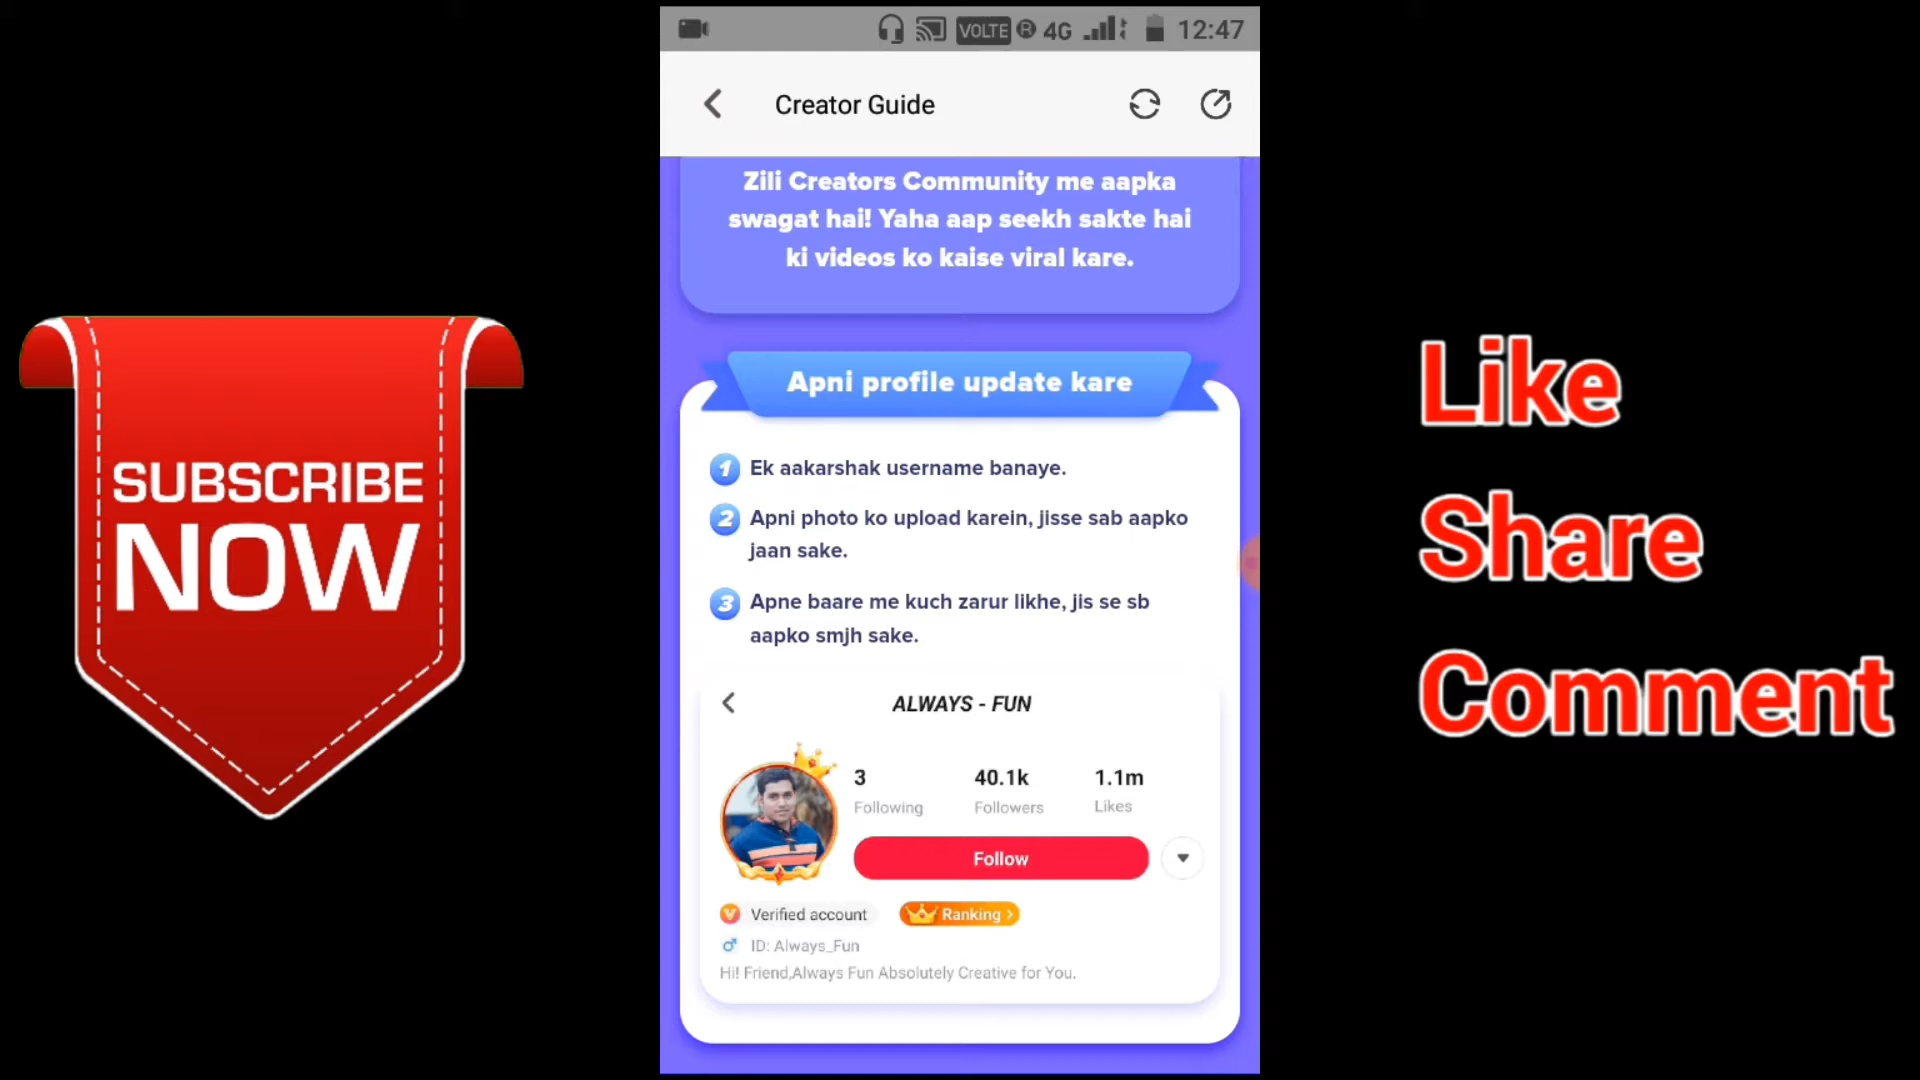 VOLTE R 4G 12:47
Creator Guide
Zili Creators Community me aapka
swagat hai! Yaha aap seekh sakte hai
ki videos ko kaise viral kare.
Apni profile update kare
1 Ek aakarshak username banaye.
2 Apni photo ko upload karein, jisse sab aapko
jaan sake.
3 Apne baare me kuch zarur likhe, jis se sb
aapko smjh sake.
ALWAYS - FUN
3 40.1k 1.1m
Following Followers Likes
Follow
V Verified account Ranking >
ID: Always_Fun
Hi! Friend,Always Fun Absolutely Creative for You.
SUBSCRIBE
NOW
Like
Share
Comment